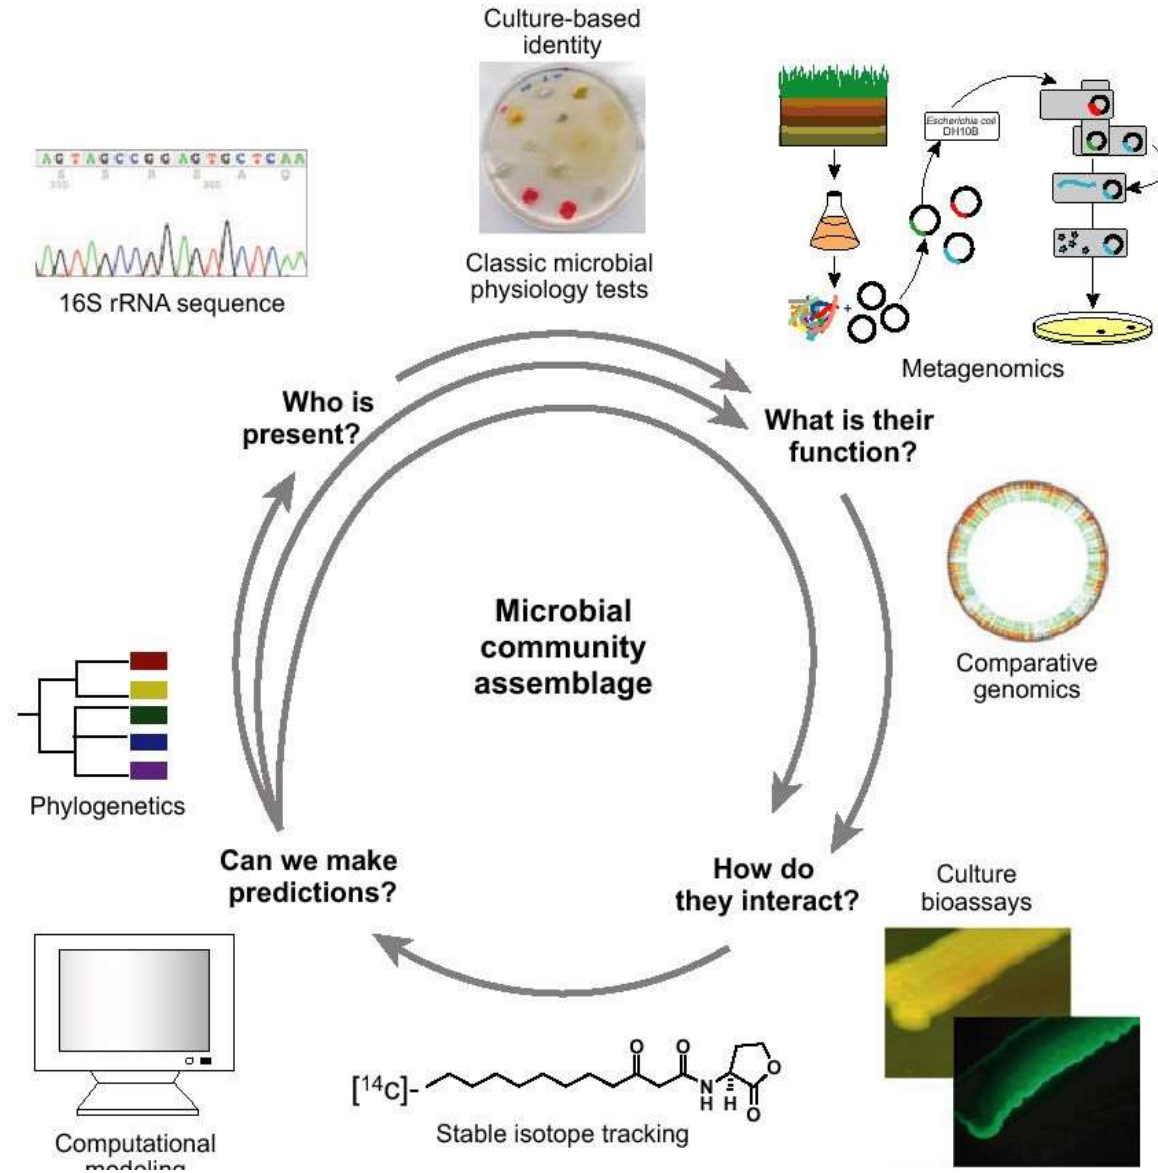 Culture-based
identity
AGTAGCCGGAGTGCTCAA
S S R S A Q
350 360
16S rRNA sequence
Classic microbial
physiology tests
Escherichia coli
DH10B
+
Metagenomics
Who is
present?
What is their
function?
Comparative
genomics
Microbial
community
assemblage
Phylogenetics
Can we make
predictions?
How do
they interact?
Culture
bioassays
[14C]-
O O
O
N
H H
O
Stable isotope tracking
Computational
modeling